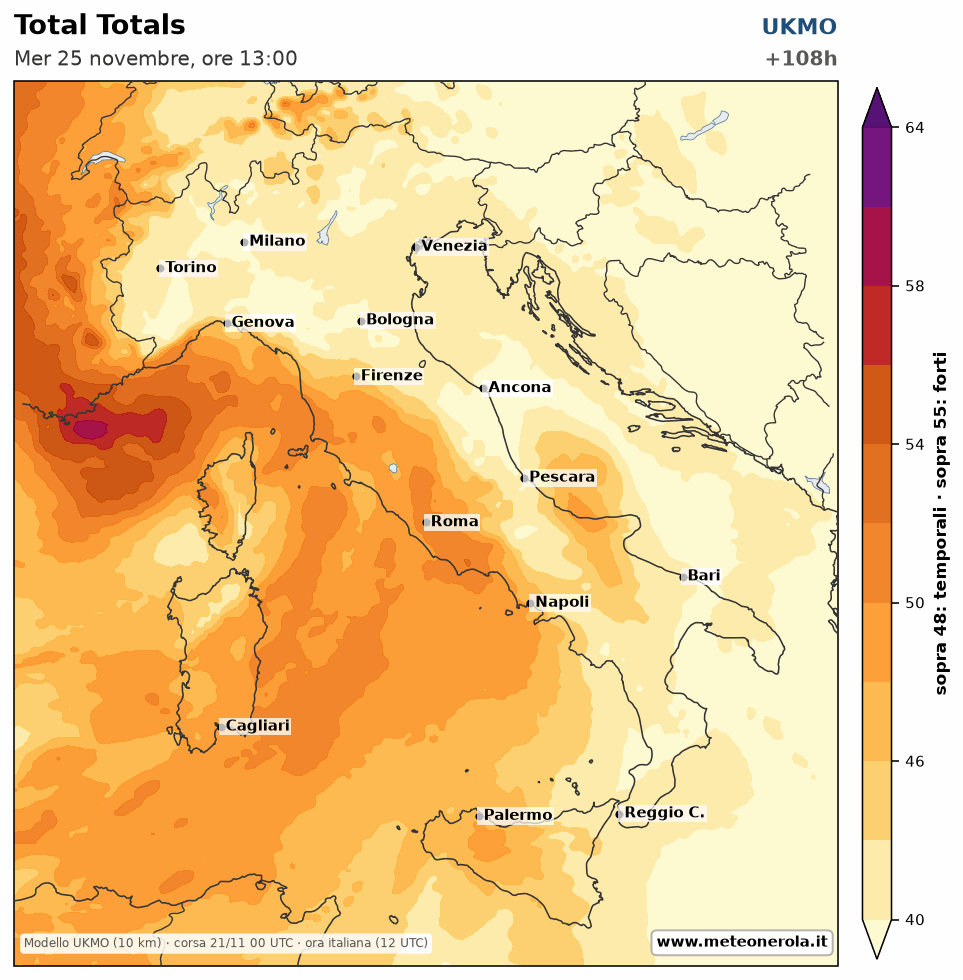 Total Totals
UKMO
Mer 25 novembre, ore 13:00
+108h
64
58
54
50
46
40
sopra 48: temporali · sopra 55: forti
Milano
Venezia
Torino
Genova
Bologna
Firenze
Ancona
Pescara
Roma
Bari
Napoli
Cagliari
Palermo
Reggio C.
Modello UKMO (10 km) · corsa 21/11 00 UTC · ora italiana (12 UTC)
www.meteonerola.it